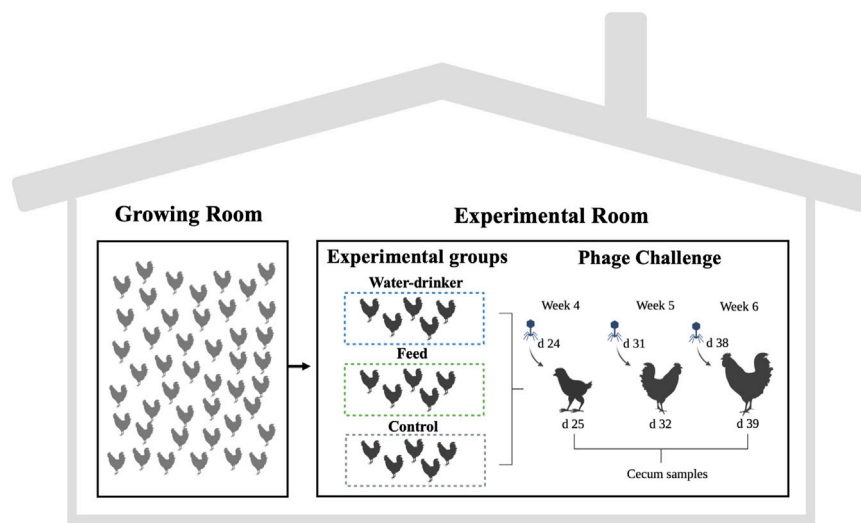 Growing Room
Experimental Room
Experimental groups
Water-drinker
Feed
Control
Phage Challenge
Week 4
Week 5
Week 6
d 24
d 31
d 38
d 25
d 32
d 39
Cecum samples